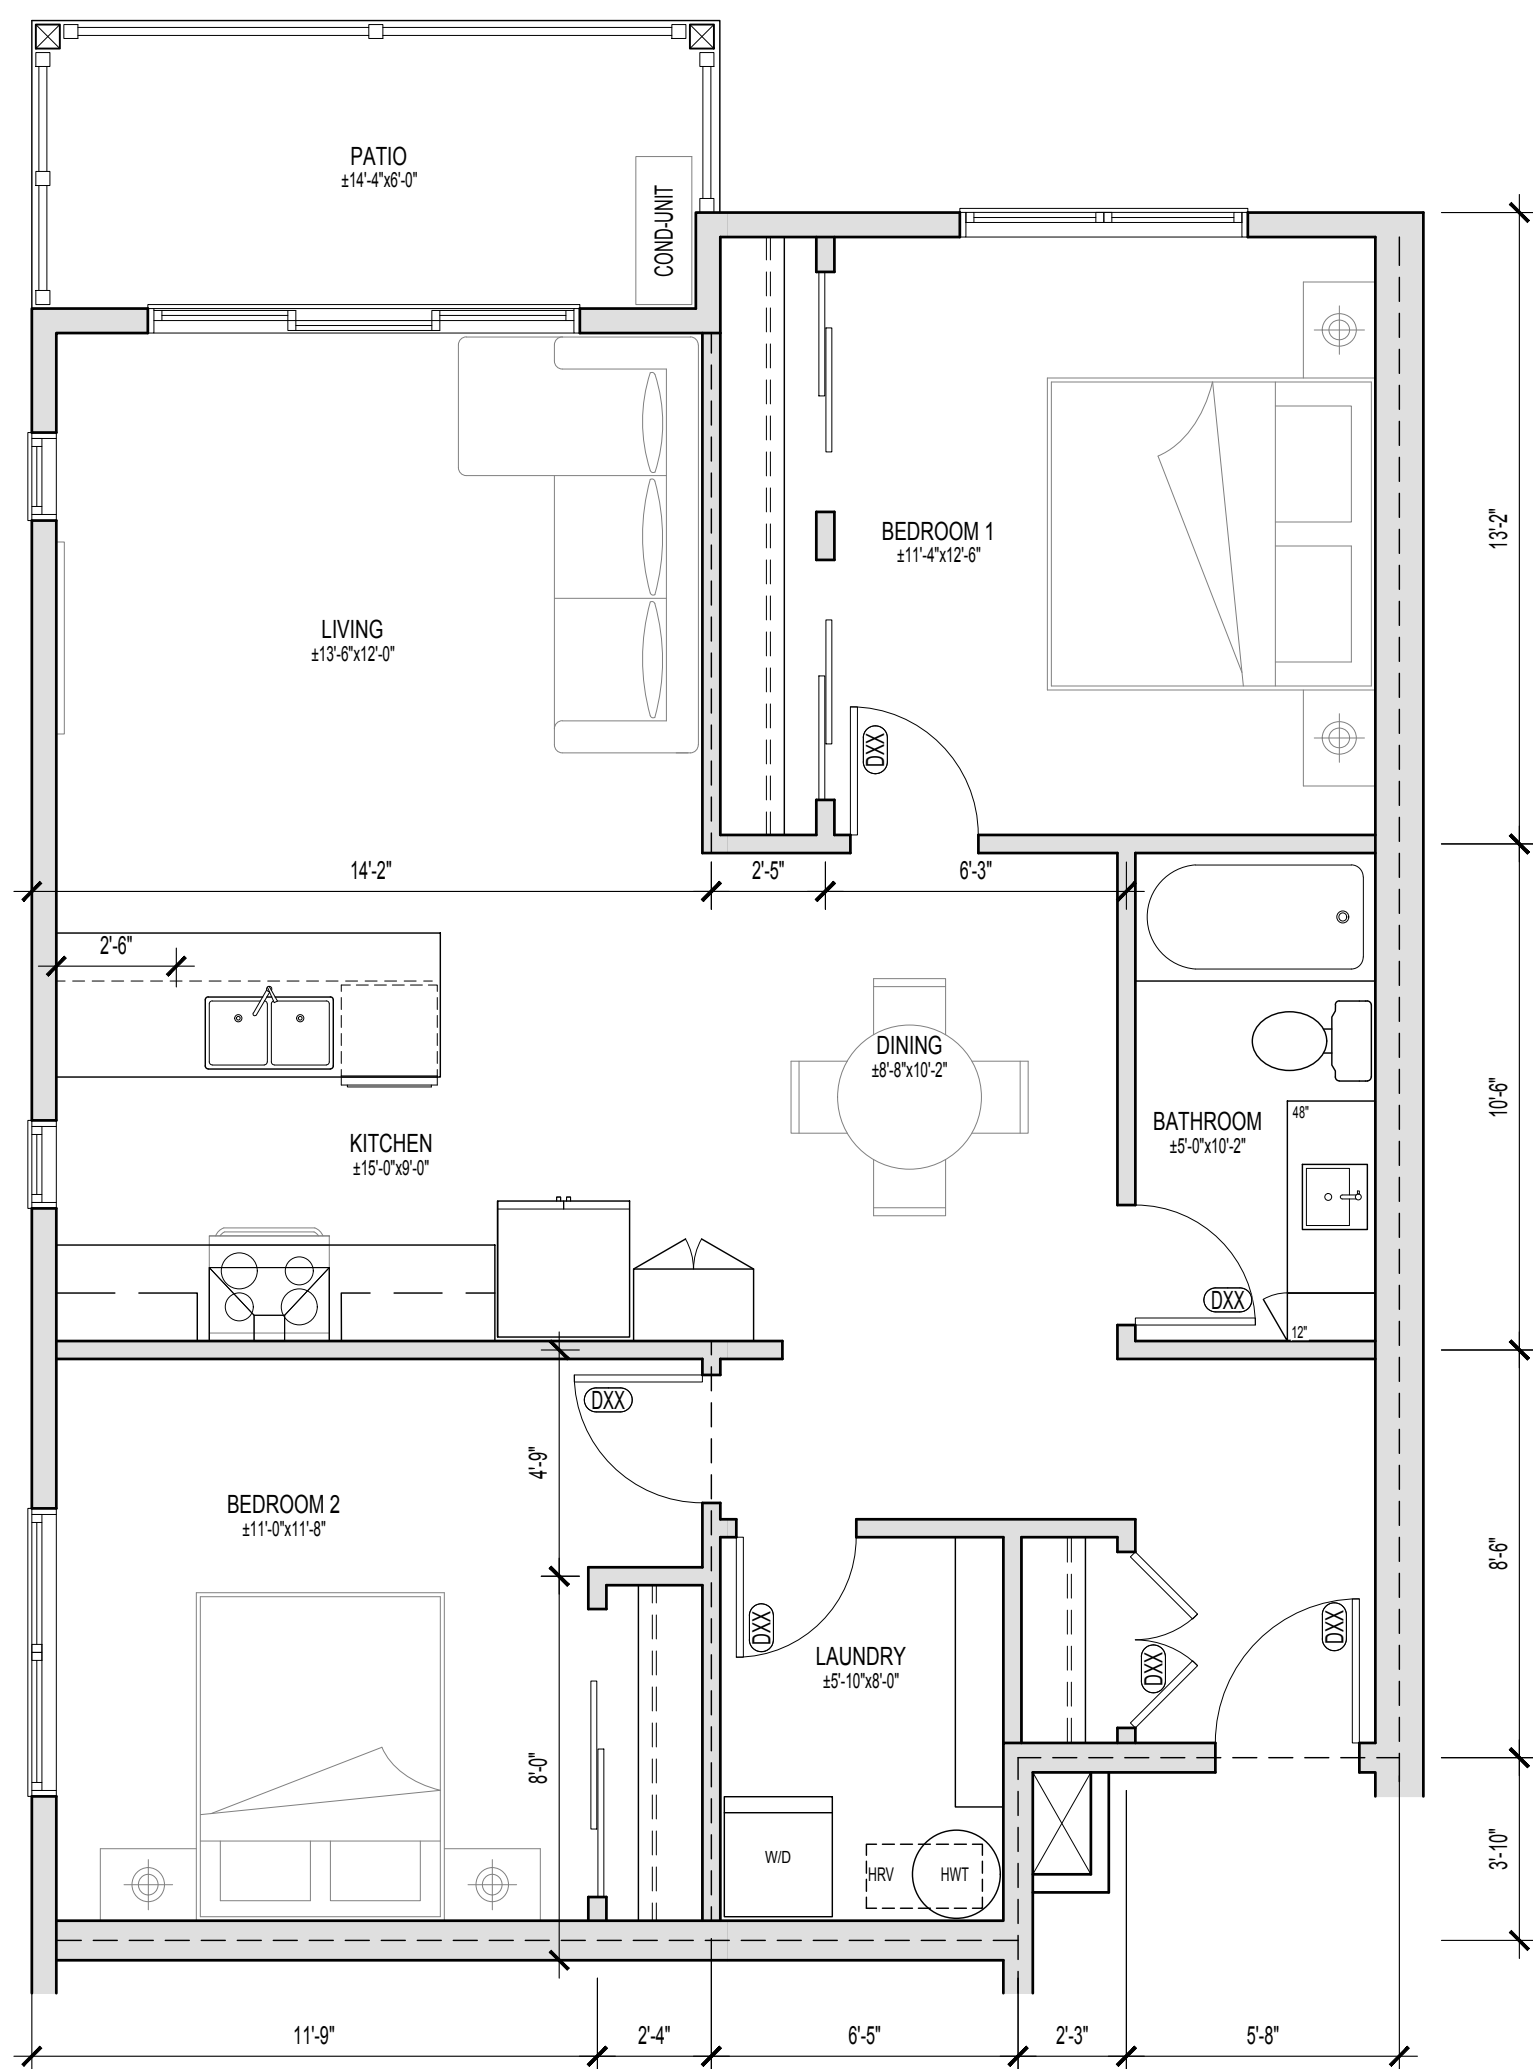 PATIO
±14'-4"x6'-0"
COND-UNIT
BEDROOM 1
±11'-4"x12'-6"
13'-2"
LIVING
±13'-6"x12'-0"
DXX
14'-2"
2'-5"
6'-3"
2'-6"
DINING
±8'-8"x10'-2"
10'-6"
48"
BATHROOM
±5'-0"x10'-2"
KITCHEN
±15'-0"x9'-0"
DXX
12"
DXX
4'-9"
BEDROOM 2
±11'-0"x11'-8"
8'-6"
DXX
DXX
DXX
LAUNDRY
±5'-10"x8'-0"
8'-0"
3'-10"
W/D
HRV
HWT
11'-9"
2'-4"
6'-5"
2'-3"
5'-8"